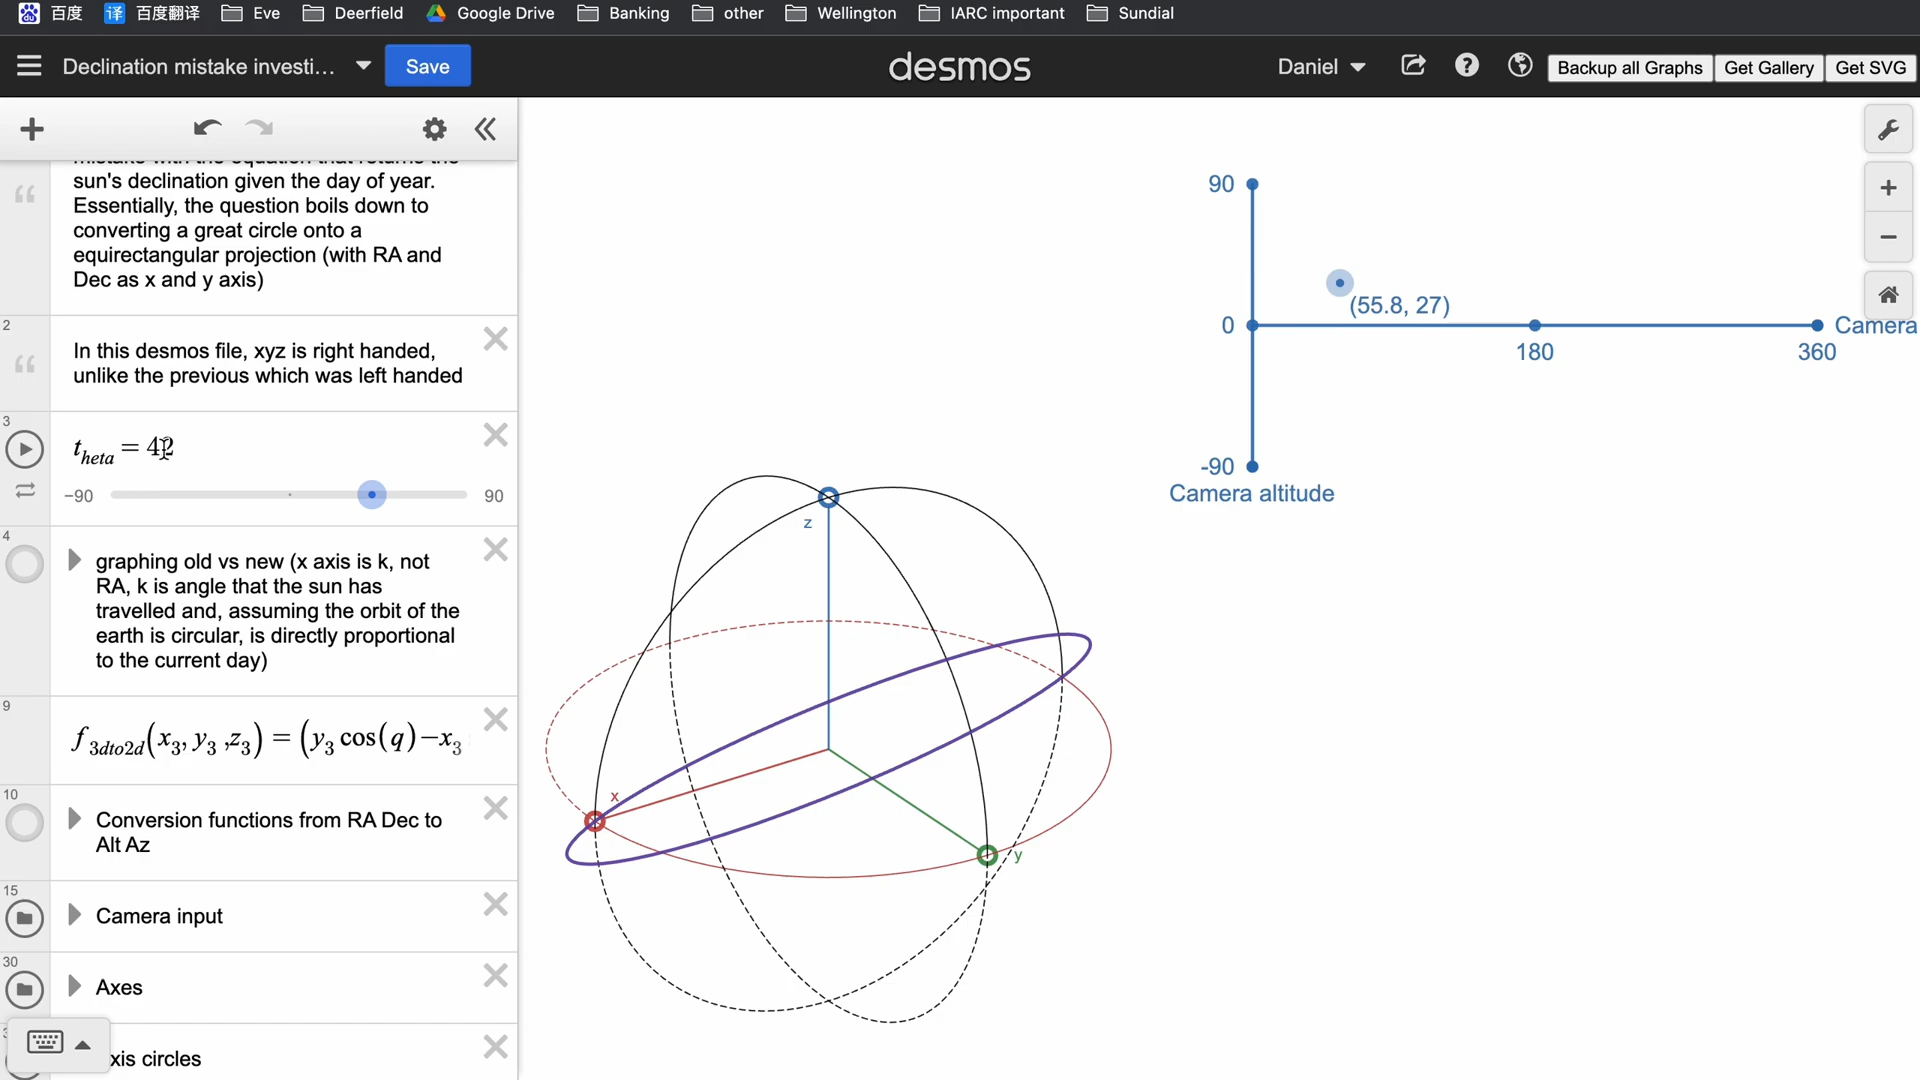 百度 百度翻译 Eve Deerfield Google Drive Banking other Wellington IARC important Sundial
Declination mistake investi... Save desmos Daniel Backup all Graphs Get Gallery Get SVG
mistake with the equation that returns the
sun's declination given the day of year.
Essentially, the question boils down to
converting a great circle onto a
equirectangular projection (with RA and
Dec as x and y axis)
2
In this desmos file, xyz is right handed,
unlike the previous which was left handed
3
t_heta = 42
−90 90
4
graphing old vs new (x axis is k, not
RA, k is angle that the sun has
travelled and, assuming the orbit of the
earth is circular, is directly proportional
to the current day)
9
f_3dto2d(x_3, y_3, z_3) = (y_3 cos(q) − x_3
10
Conversion functions from RA Dec to
Alt Az
15
Camera input
30
Axes
xis circles
90
(55.8, 27)
0
Camera
180
360
-90
Camera altitude
z
x
y